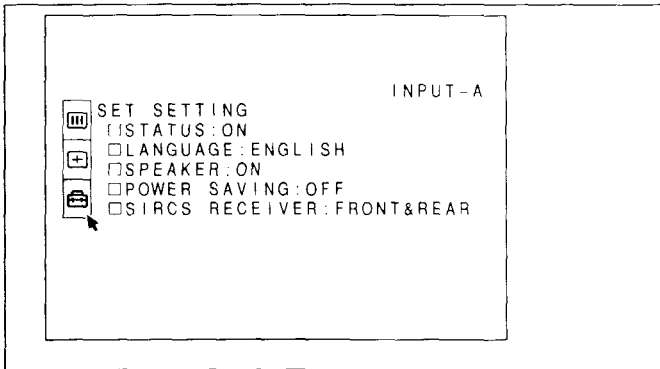 INPUT-A
SET SETTING
□STATUS:ON
□LANGUAGE:ENGLISH
□SPEAKER:ON
□POWER SAVING:OFF
□SIRCS RECEIVER:FRONT&REAR